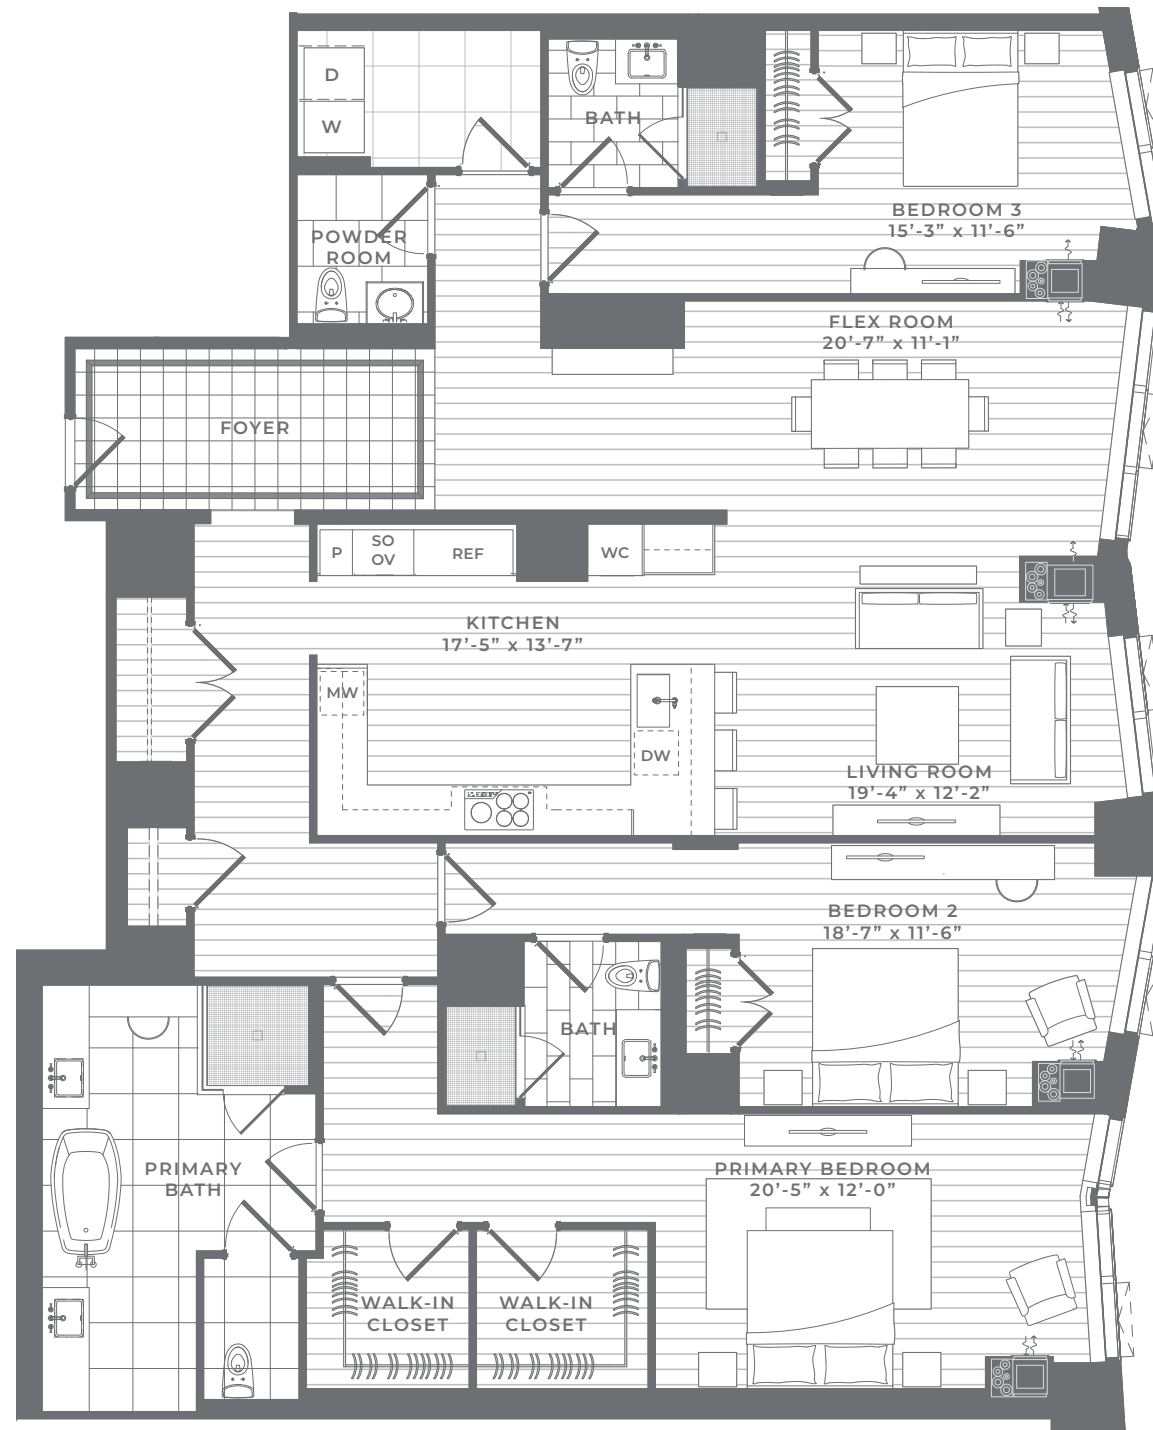 D
W
BATH
BEDROOM 3
15’-3” x 11’-6”
POWDER
ROOM
FLEX ROOM
20’-7” x 11’-1”
FOYER
P
SO
OV
REF
WC
KITCHEN
17’-5” x 13’-7”
MW
DW
LIVING ROOM
19’-4” x 12’-2”
BEDROOM 2
18’-7” x 11’-6”
BATH
PRIMARY
BATH
PRIMARY BEDROOM
20’-5” x 12’-0”
WALK-IN
CLOSET
WALK-IN
CLOSET